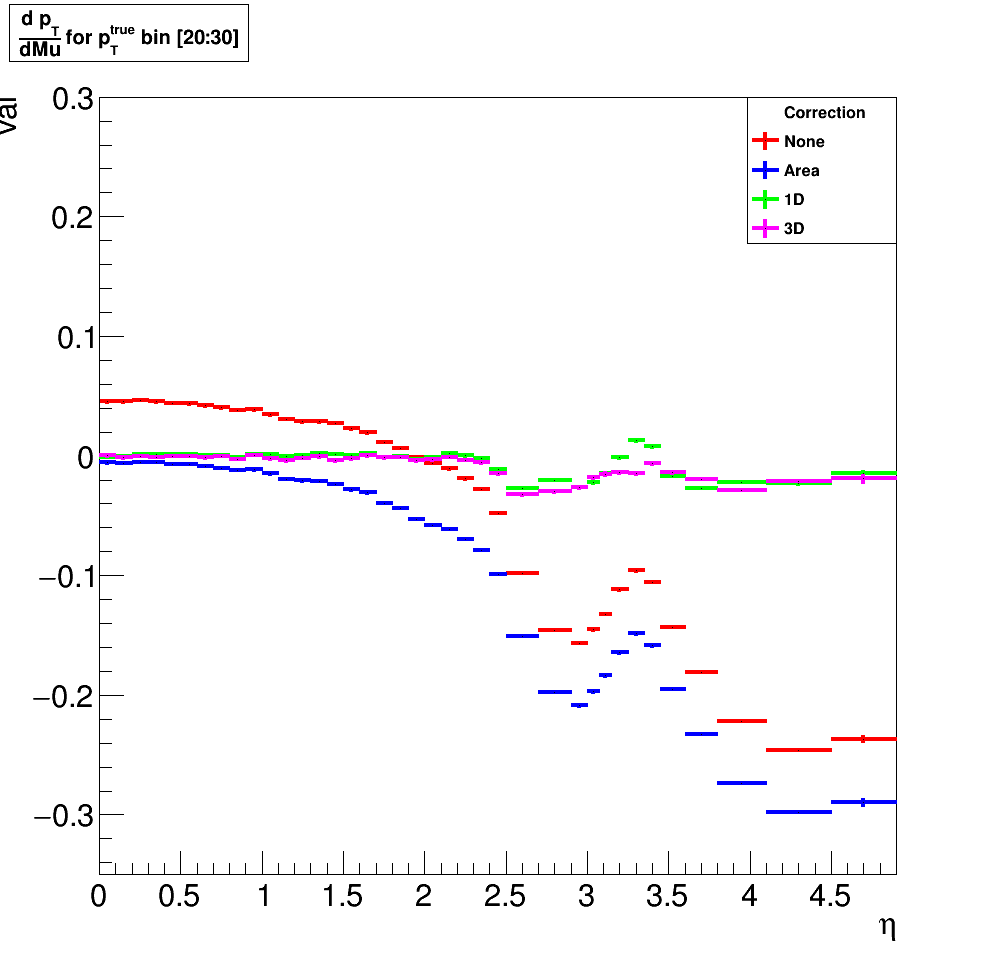 d p_T
dMu
for p_T^true bin [20:30]
val
0.3
0.2
0.1
0
−0.1
−0.2
−0.3
Correction
None
Area
1D
3D
0 0.5 1 1.5 2 2.5 3 3.5 4 4.5
η